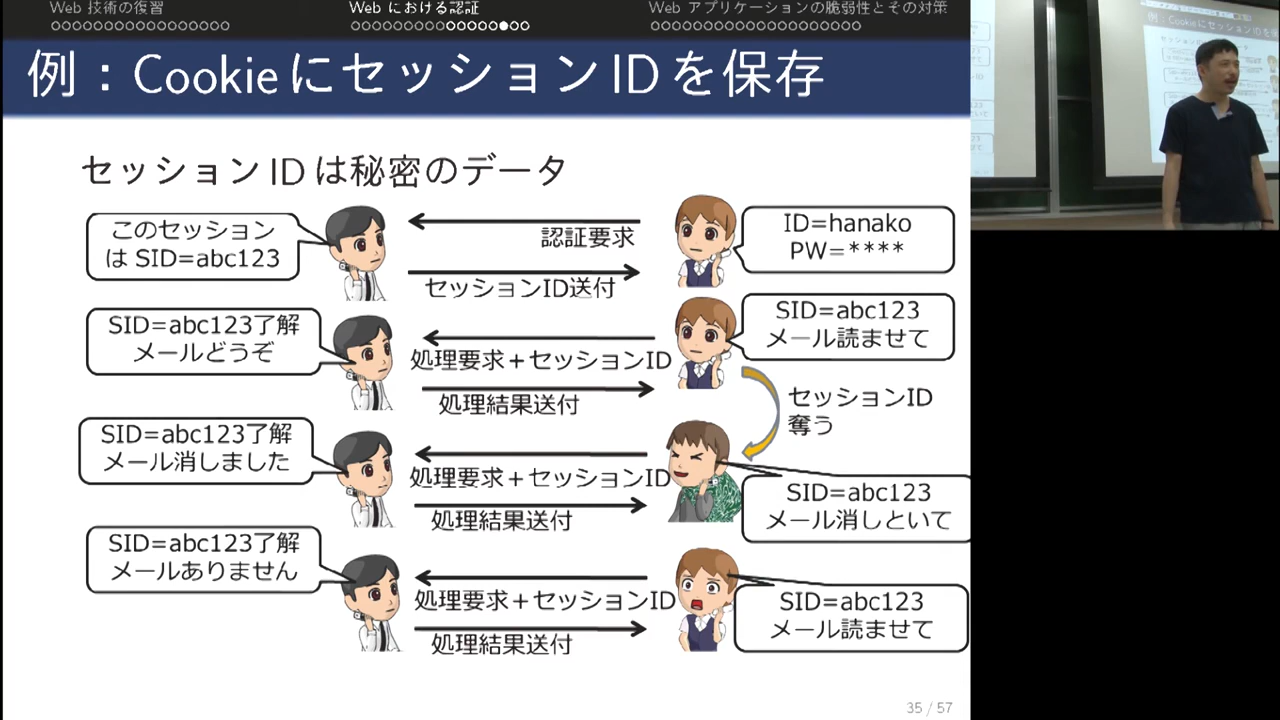 Web 技術の復習
Web における認証
Web アプリケーションの脆弱性とその対策
例：CookieにセッションIDを保存
セッションIDは秘密のデータ
このセッション
は SID=abc123
認証要求
セッションID送付
ID=hanako
PW=****
SID=abc123了解
メールどうぞ
処理要求＋セッションID
処理結果送付
SID=abc123
メール読ませて
セッションID
奪う
SID=abc123了解
メール消しました
処理要求＋セッションID
処理結果送付
SID=abc123
メール消しといて
SID=abc123了解
メールありません
処理要求＋セッションID
処理結果送付
SID=abc123
メール読ませて
35 / 57